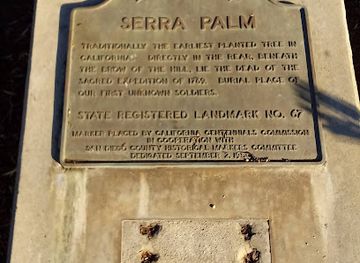 SERRA PALM
TRADITIONALLY THE EARLIEST PLANTED TREE IN
CALIFORNIA. DIRECTLY IN THE REAR, BENEATH
THE BROW OF THE HILL, LIE THE DEAD OF THE
SACRED EXPEDITION OF 1769. BURIAL PLACE OF
OUR FIRST UNKNOWN SOLDIERS.
STATE REGISTERED LANDMARK NO. 67
MARKER PLACED BY CALIFORNIA CENTENNIALS COMMISSION
IN COOPERATION WITH
SAN DIEGO COUNTY HISTORICAL MARKERS COMMITTEE
DEDICATED SEPTEMBER